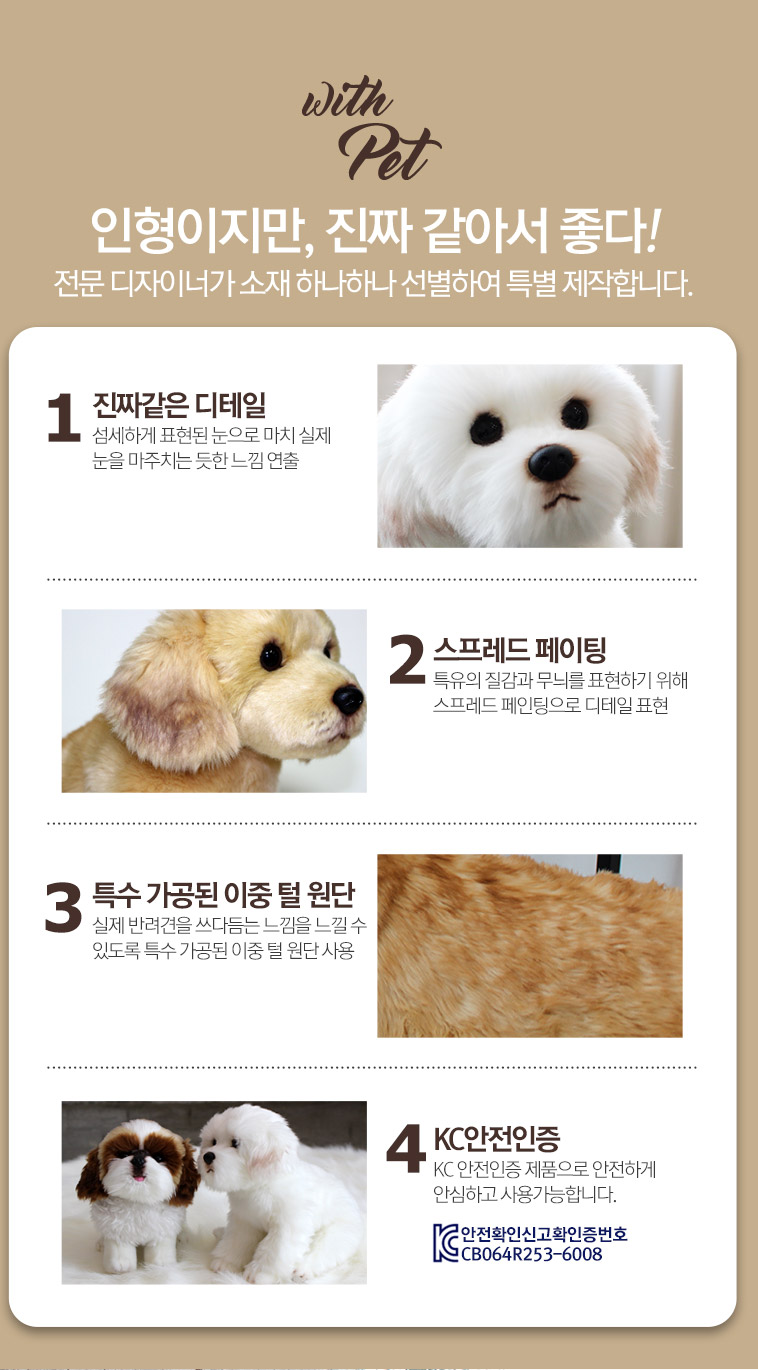 with
Pet
인형이지만, 진짜 같아서 좋다!
전문 디자이너가 소재 하나하나 선별하여 특별 제작합니다.
1 진짜같은 디테일
섬세하게 표현된 눈으로 마치 실제
눈을 마주치는 듯한 느낌 연출
2 스프레드 페이팅
특유의 질감과 무늬를 표현하기 위해
스프레드 페인팅으로 디테일 표현
3 특수 가공된 이중 털 원단
실제 반려견을 쓰다듬는 느낌을 느낄 수
있도록 특수 가공된 이중 털 원단 사용
4 KC안전인증
KC 안전인증 제품으로 안전하게
안심하고 사용가능합니다.
KC 안전확인신고확인증번호
CB064R253-6008